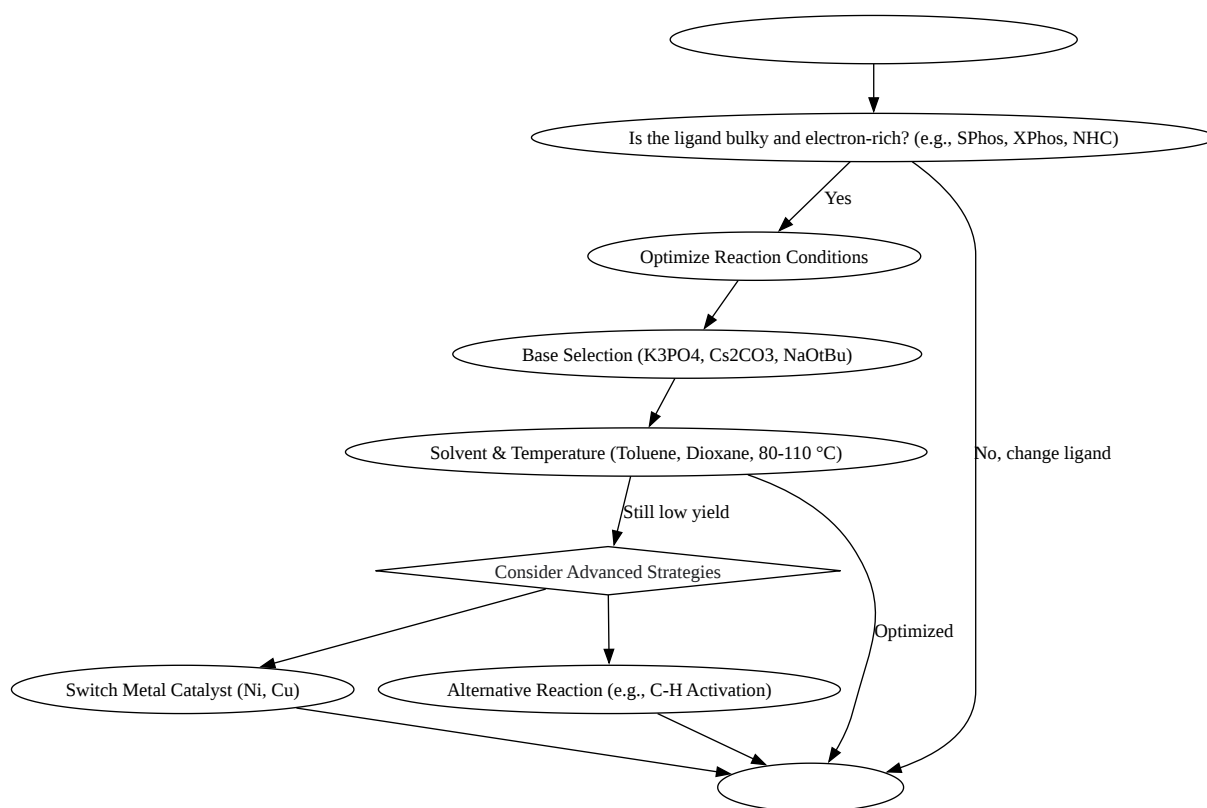 Is the ligand bulky and electron-rich? (e.g., SPhos, XPhos, NHC)
Yes
Optimize Reaction Conditions
Base Selection (K3PO4, Cs2CO3, NaOtBu)
Solvent & Temperature (Toluene, Dioxane, 80-110 °C)
No, change ligand
Still low yield
Consider Advanced Strategies
Optimized
Switch Metal Catalyst (Ni, Cu)
Alternative Reaction (e.g., C-H Activation)